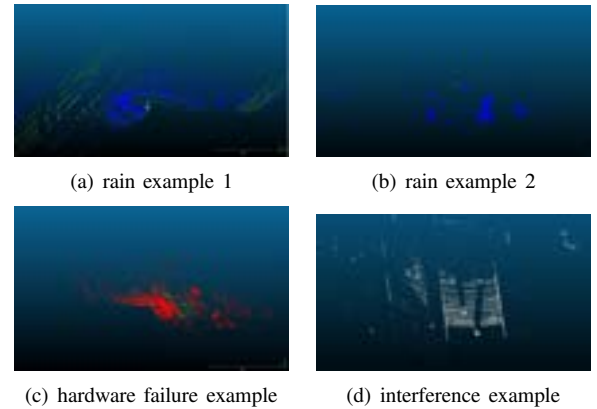 (a) rain example 1
(b) rain example 2
(c) hardware failure example
(d) interference example